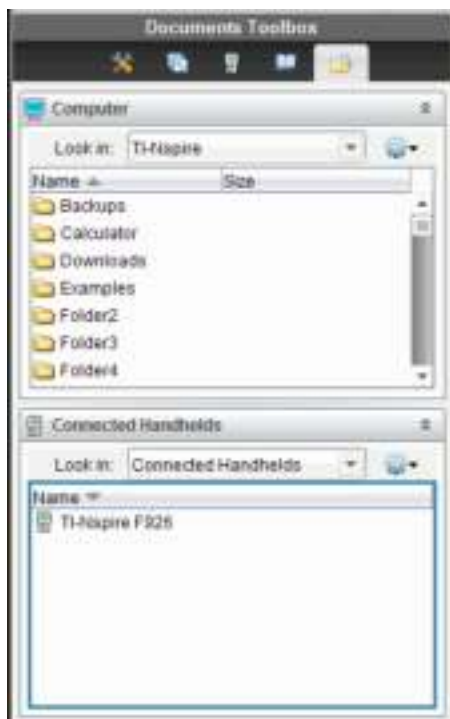 Documents Toolbox
Computer
Look in: TI-Nspire
Name Size
Backups
Calculator
Downloads
Examples
Folder2
Folder3
Folder4
Connected Handhelds
Look in: Connected Handhelds
Name
TI-Nspire F926